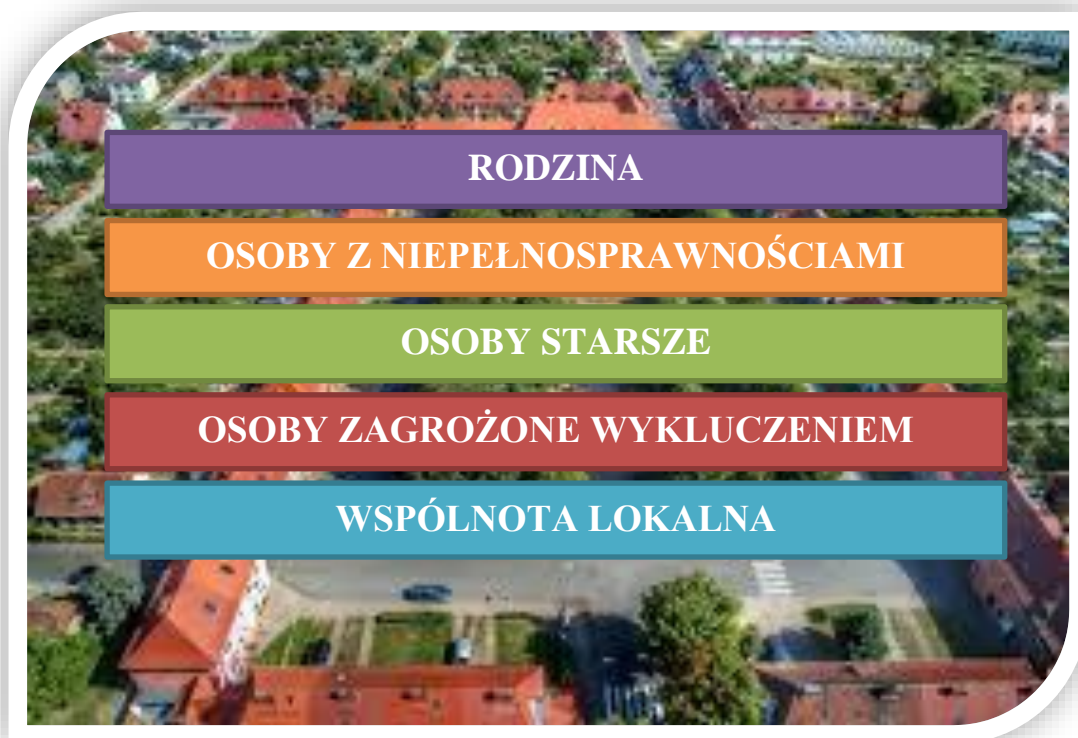 RODZINA
OSOBY Z NIEPEŁNOSPRAWNOŚCIAMI
OSOBY STARSZE
OSOBY ZAGROŻONE WYKLUCZENIEM
WSPÓLNOTA LOKALNA